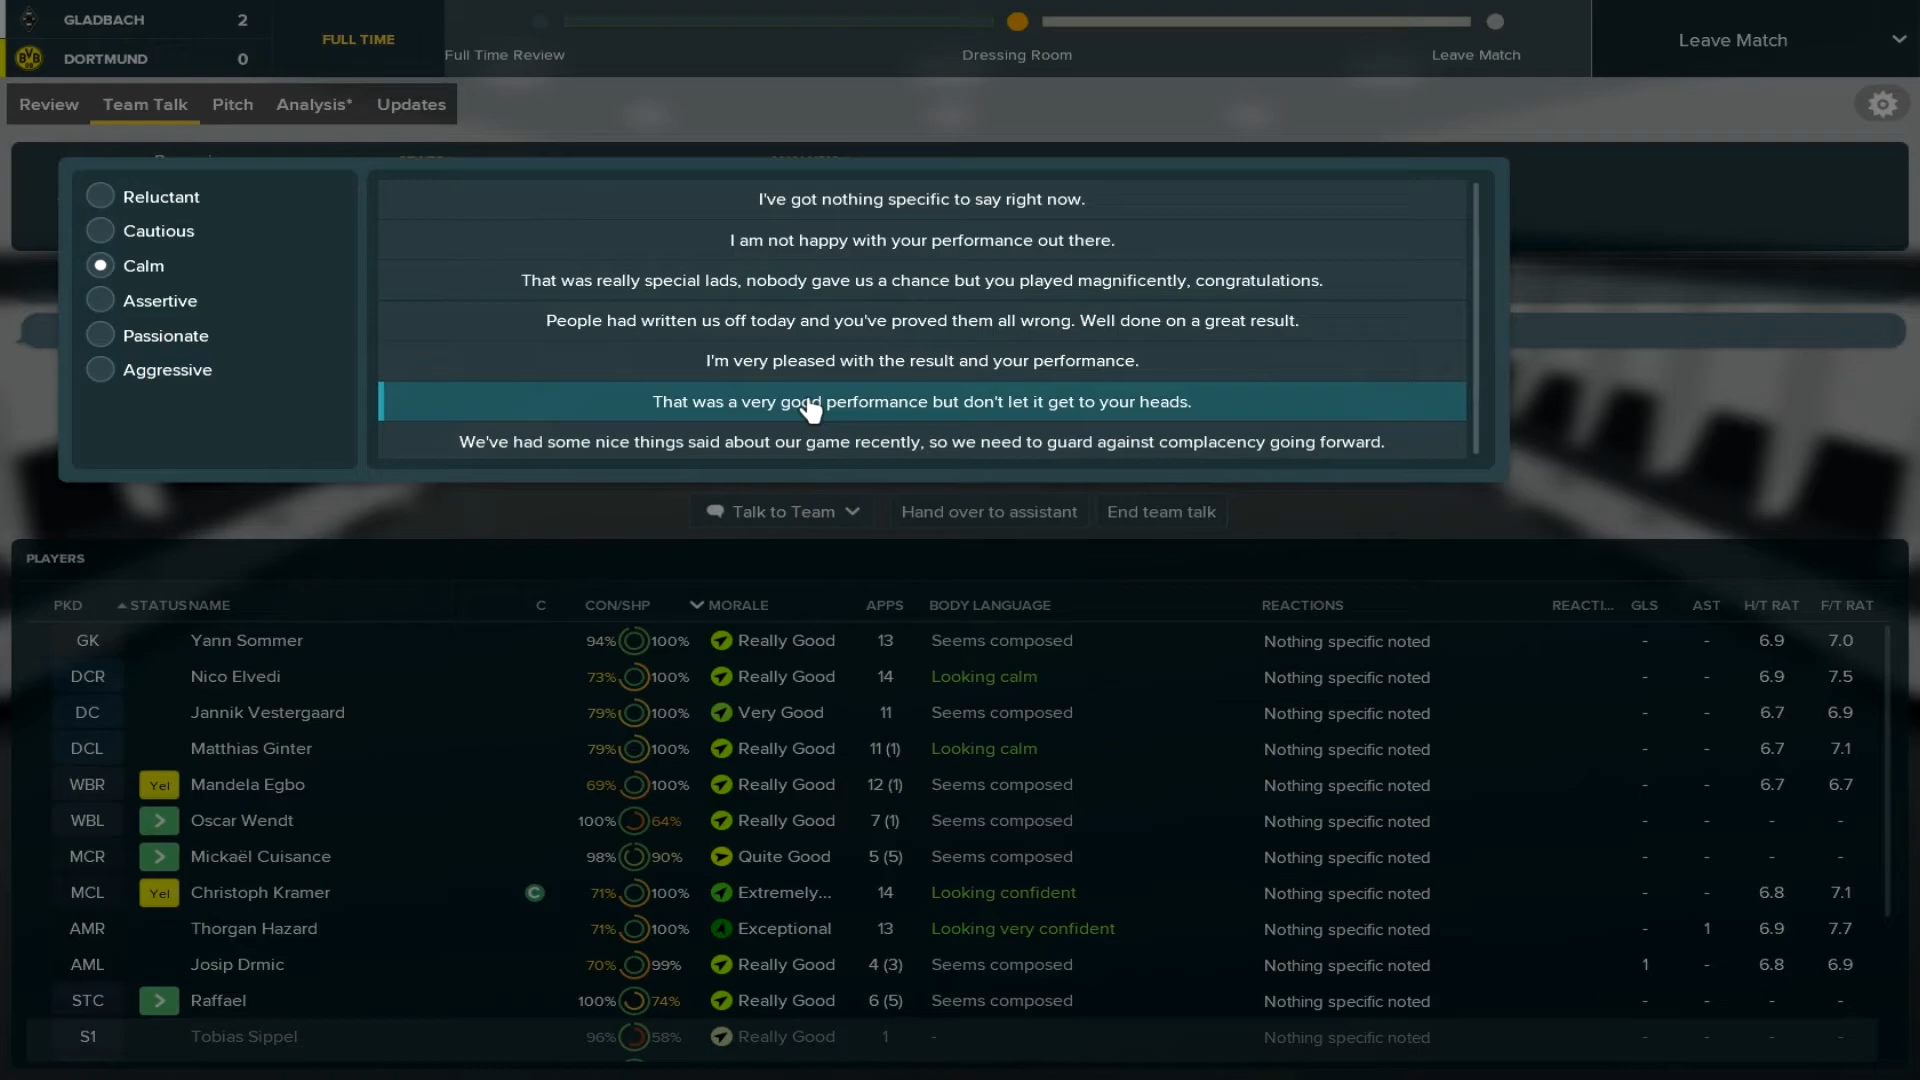 GLADBACH 2
DORTMUND 0
FULL TIME
Full Time Review
Dressing Room
Leave Match
Leave Match
Review Team Talk Pitch Analysis* Updates
Reluctant
Cautious
Calm
Assertive
Passionate
Aggressive
I've got nothing specific to say right now.
I am not happy with your performance out there.
That was really special lads, nobody gave us a chance but you played magnificently, congratulations.
People had written us off today and you've proved them all wrong. Well done on a great result.
I'm very pleased with the result and your performance.
That was a very good performance but don't let it get to your heads.
We've had some nice things said about our game recently, so we need to guard against complacency going forward.
Talk to Team Hand over to assistant End team talk
PLAYERS
PKD STATUS NAME C CON/SHP MORALE APPS BODY LANGUAGE REACTIONS REACTI... GLS AST H/T RAT F/T RAT
GK Yann Sommer 94% 100% Really Good 13 Seems composed Nothing specific noted - - 6.9 7.0
DCR Nico Elvedi 73% 100% Really Good 14 Looking calm Nothing specific noted - - 6.9 7.5
DC Jannik Vestergaard 79% 100% Very Good 11 Seems composed Nothing specific noted - - 6.7 6.9
DCL Matthias Ginter 79% 100% Really Good 11 (1) Looking calm Nothing specific noted - - 6.7 7.1
WBR Yel Mandela Egbo 69% 100% Really Good 12 (1) Seems composed Nothing specific noted - - 6.7 6.7
WBL Oscar Wendt 100% 64% Really Good 7 (1) Seems composed Nothing specific noted - - - -
MCR Mickaël Cuisance 98% 90% Quite Good 5 (5) Seems composed Nothing specific noted - - - -
MCL Yel Christoph Kramer C 71% 100% Extremely... 14 Looking confident Nothing specific noted - - 6.8 7.1
AMR Thorgan Hazard 71% 100% Exceptional 13 Looking very confident Nothing specific noted - 1 6.9 7.7
AML Josip Drmic 70% 99% Really Good 4 (3) Seems composed Nothing specific noted 1 - 6.8 6.9
STC Raffael 100% 74% Really Good 6 (5) Seems composed Nothing specific noted - - - -
S1 Tobias Sippel 96% 58% Really Good 1 - Nothing specific noted - - - -